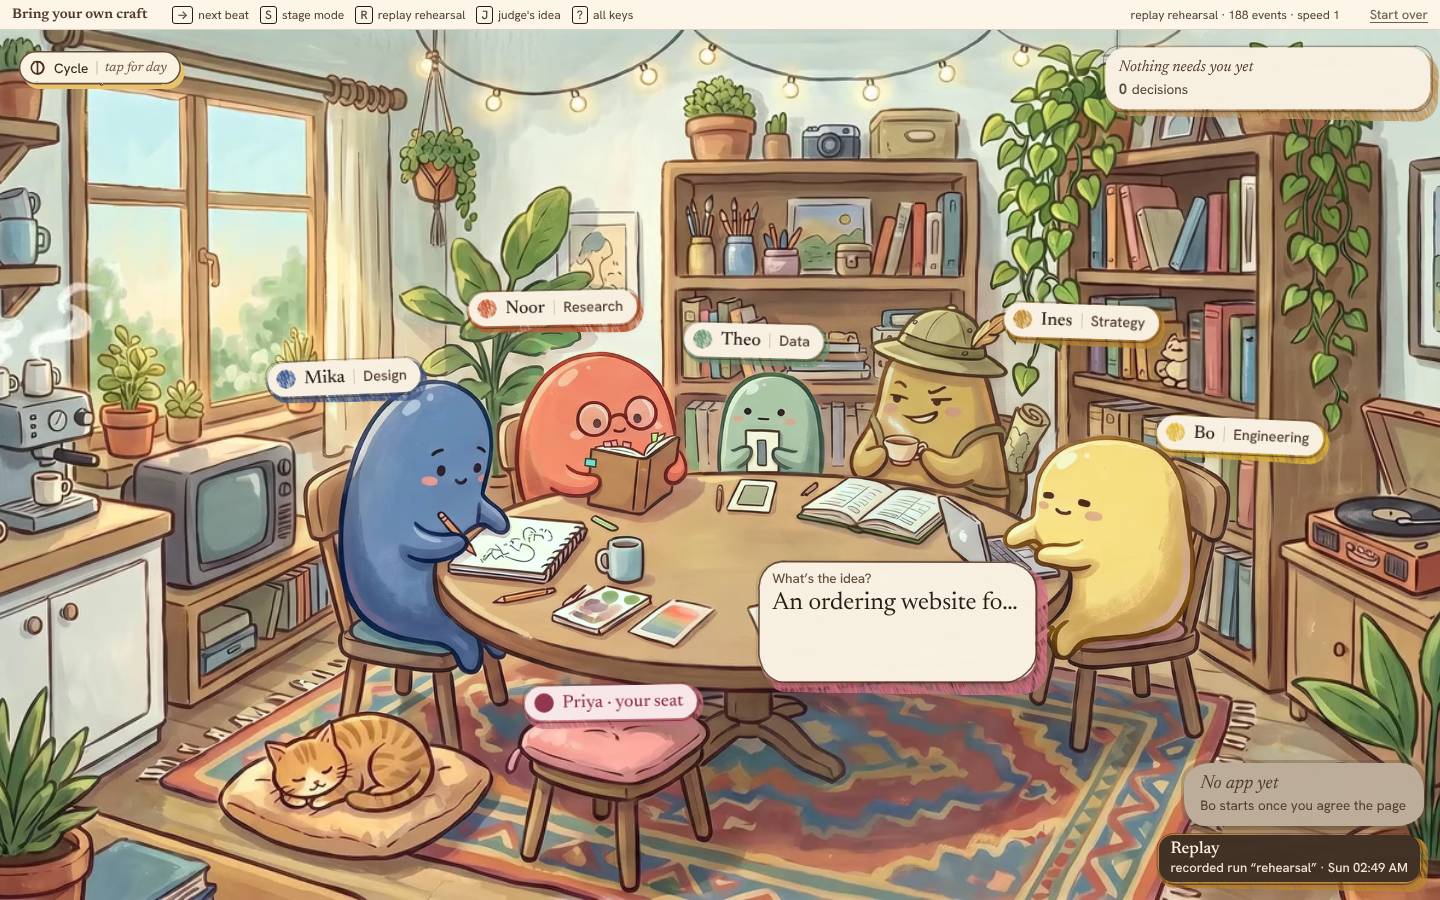 Bring your own craft
→ next beat S stage mode R replay rehearsal J judge's idea ? all keys
replay rehearsal · 188 events · speed 1
Start over
Cycle | tap for day
Nothing needs you yet
0 decisions
Noor | Research
Ines | Strategy
Theo | Data
Mika | Design
Bo | Engineering
What's the idea?
An ordering website fo...
Priya · your seat
No app yet
Bo starts once you agree the page
Replay
recorded run “rehearsal” · Sun 02:49 AM